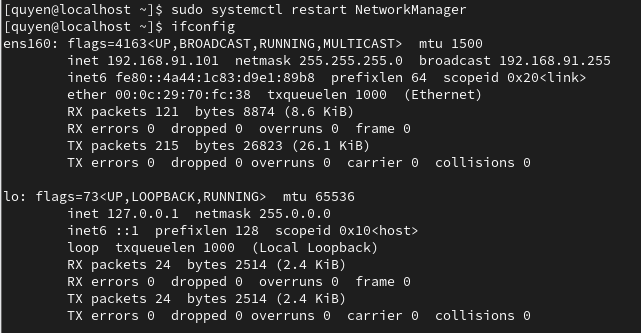 [quyen@localhost ~]$ sudo systemctl restart NetworkManager
[quyen@localhost ~]$ ifconfig
ens160: flags=4163<UP,BROADCAST,RUNNING,MULTICAST>  mtu 1500
        inet 192.168.91.101  netmask 255.255.255.0  broadcast 192.168.91.255
        inet6 fe80::4a44:1c83:d9e1:89b8  prefixlen 64  scopeid 0x20<link>
        ether 00:0c:29:70:fc:38  txqueuelen 1000  (Ethernet)
        RX packets 121  bytes 8874 (8.6 KiB)
        RX errors 0  dropped 0  overruns 0  frame 0
        TX packets 215  bytes 26823 (26.1 KiB)
        TX errors 0  dropped 0 overruns 0  carrier 0  collisions 0

lo: flags=73<UP,LOOPBACK,RUNNING>  mtu 65536
        inet 127.0.0.1  netmask 255.0.0.0
        inet6 ::1  prefixlen 128  scopeid 0x10<host>
        loop  txqueuelen 1000  (Local Loopback)
        RX packets 24  bytes 2514 (2.4 KiB)
        RX errors 0  dropped 0  overruns 0  frame 0
        TX packets 24  bytes 2514 (2.4 KiB)
        TX errors 0  dropped 0 overruns 0  carrier 0  collisions 0